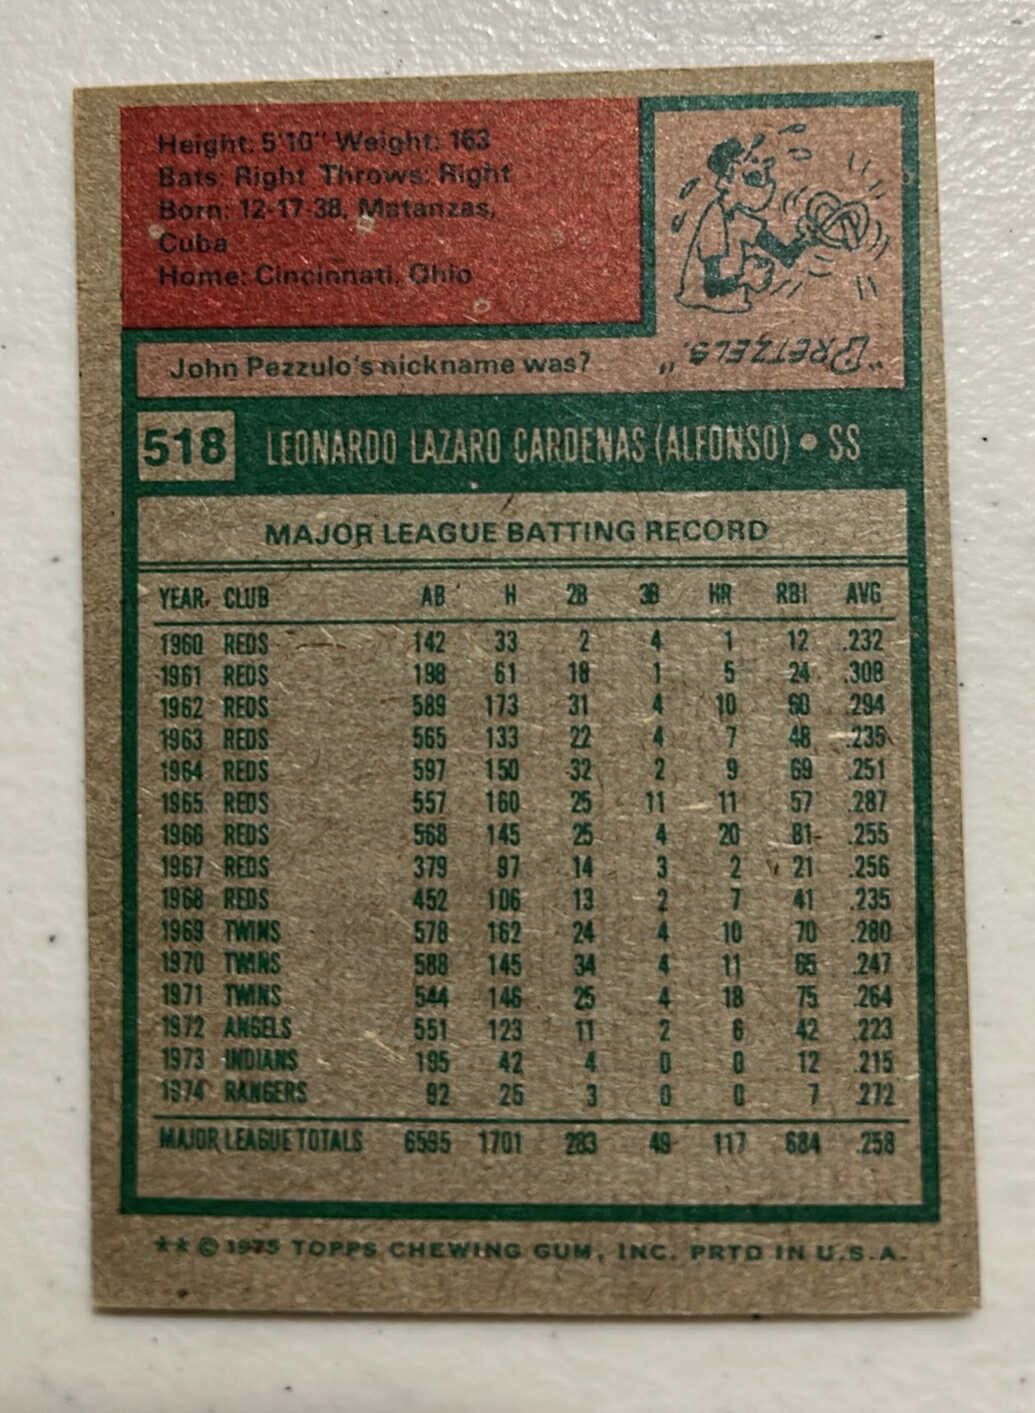 Height: 5'10" Weight: 163
Bats: Right Throws: Right
Born: 12-17-38, Matanzas,
Cuba
Home: Cincinnati, Ohio
John Pezzulo's nickname was?
"PRETZELS."
518 LEONARDO LAZARO CARDENAS (ALFONSO) • SS
MAJOR LEAGUE BATTING RECORD
YEAR CLUB AB H 2B 3B HR RBI AVG
1960 REDS 142 33 2 4 1 12 .232
1961 REDS 198 61 18 1 5 24 .308
1962 REDS 589 173 31 4 10 60 .294
1963 REDS 565 133 22 4 7 48 .235
1964 REDS 597 150 32 2 9 69 .251
1965 REDS 557 160 25 11 11 57 .287
1966 REDS 568 145 25 4 20 81 .255
1967 REDS 379 97 14 3 2 21 .256
1968 REDS 452 106 13 2 7 41 .235
1969 TWINS 578 162 24 4 10 70 .280
1970 TWINS 588 145 34 4 11 65 .247
1971 TWINS 544 146 25 4 18 75 .264
1972 ANGELS 551 123 11 2 6 42 .223
1973 INDIANS 195 42 4 0 0 12 .215
1974 RANGERS 92 25 3 0 0 7 .272
MAJOR LEAGUE TOTALS 6595 1701 283 49 117 684 .258
★★ © 1975 TOPPS CHEWING GUM, INC. PRTD IN U.S.A.